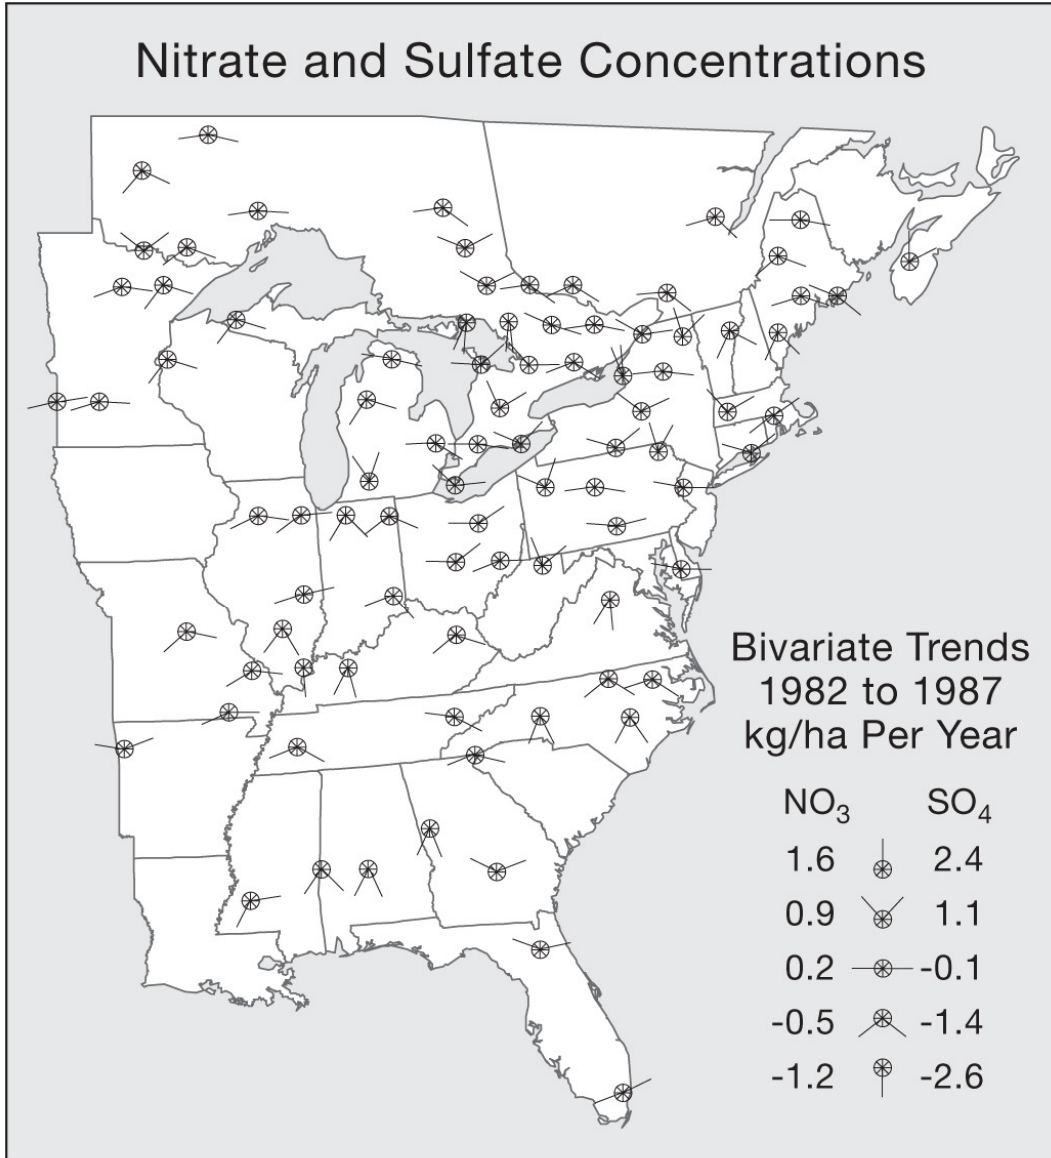 Nitrate and Sulfate Concentrations
Bivariate Trends
1982 to 1987
kg/ha Per Year
NO₃ SO₄
1.6 2.4
0.9 1.1
0.2 -0.1
-0.5 -1.4
-1.2 -2.6